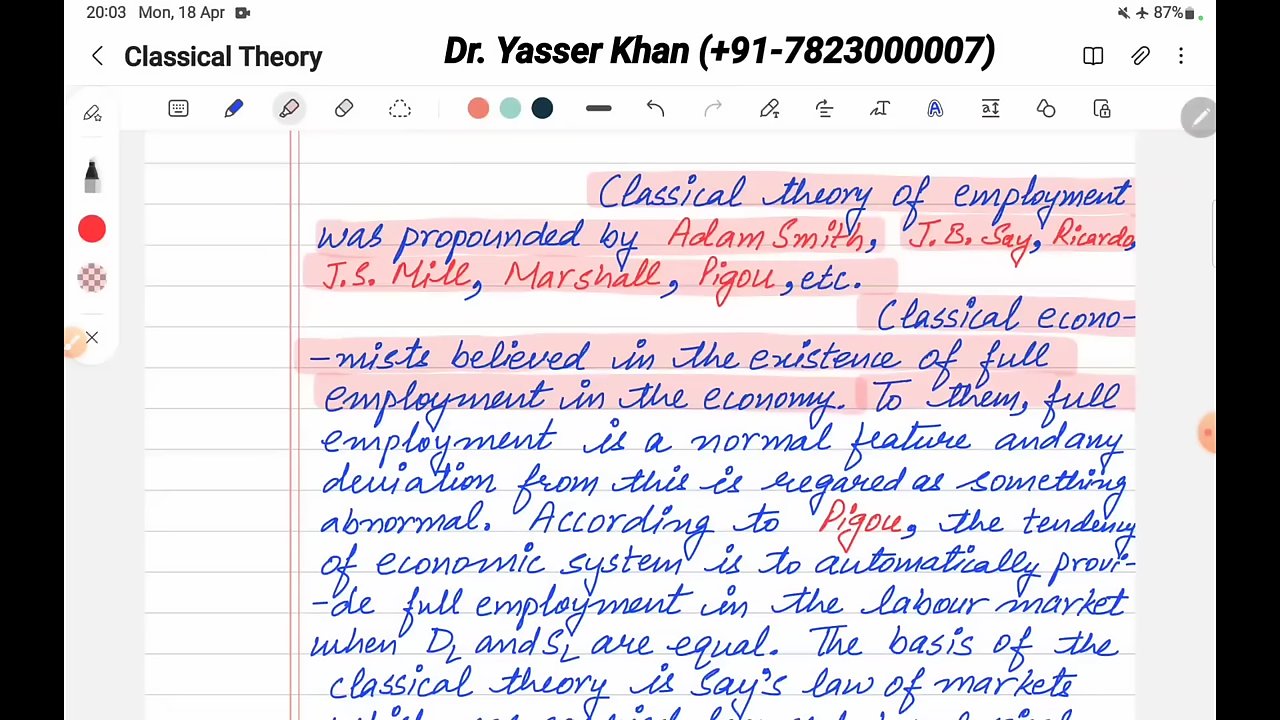 20:03 Mon, 18 Apr
87%
Classical Theory
Dr. Yasser Khan (+91-7823000007)
Classical theory of employment
was propounded by Adam Smith, J.B. Say, Ricardo,
J.S. Mill, Marshall, Pigou, etc.
Classical econo-
-mists believed in the existence of full
employment in the economy. To them, full
employment is a normal feature and any
deviation from this is regared as something
abnormal. According to Pigou, the tendency
of economic system is to automatically provi-
-de full employment in the labour market
when DL and SL are equal. The basis of the
classical theory is Say's law of markets